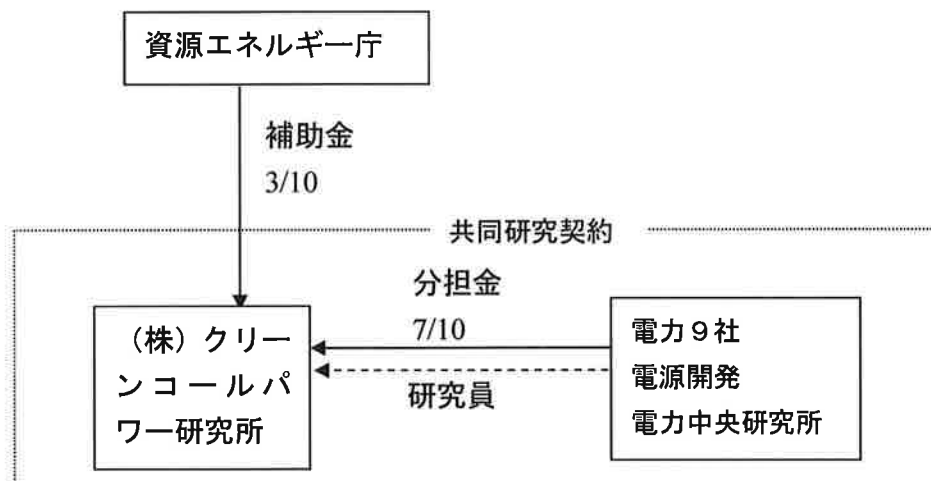 資源エネルギー庁
補助金
3/10
共同研究契約
分担金
7/10
研究員
（株）クリー
ンコールパ
ワー研究所
電力９社
電源開発
電力中央研究所